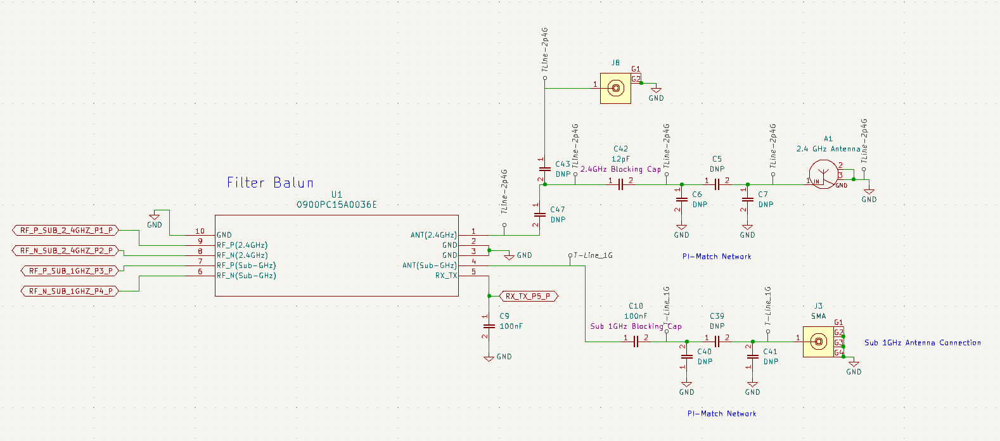 TLine-2p4G
J8
G1
G2
1
GND
TLine-2p4G
TLine-2p4G
TLine-2p4G
TLine-2p4G
A1
2.4 GHz Antenna
C42
12pF
2.4GHz Blocking Cap
1
2
C5
DNP
1
2
1
C43
DNP
2
1
IN
2
3
GND
GND
1
C6
DNP
2
GND
1
C7
DNP
2
GND
PI-Match Network
TLine-2p4G
1
C47
DNP
2
Filter Balun
U1
0900PC15A0036E
GND
RF_P_SUB_2_4GHZ_P1_P
RF_N_SUB_2_4GHZ_P2_P
RF_P_SUB_1GHZ_P3_P
RF_N_SUB_1GHZ_P4_P
10
GND
9
RF_P(2.4GHz)
8
RF_N(2.4GHz)
7
RF_P(Sub-GHz)
6
RF_N(Sub-GHz)
ANT(2.4GHz)
1
GND
2
GND
3
ANT(Sub-GHz)
4
RX_TX
5
GND
T-Line_1G
RX_TX_P5_P
1
C9
100nF
2
GND
T-Line_1G
T-Line_1G
C10
100nF
Sub 1GHz Blocking Cap
1
2
C39
DNP
1
2
J3
SMA
1
G1
G2
G3
G4
GND
Sub 1GHz Antenna Connection
2
C40
DNP
1
GND
2
C41
DNP
1
GND
PI-Match Network